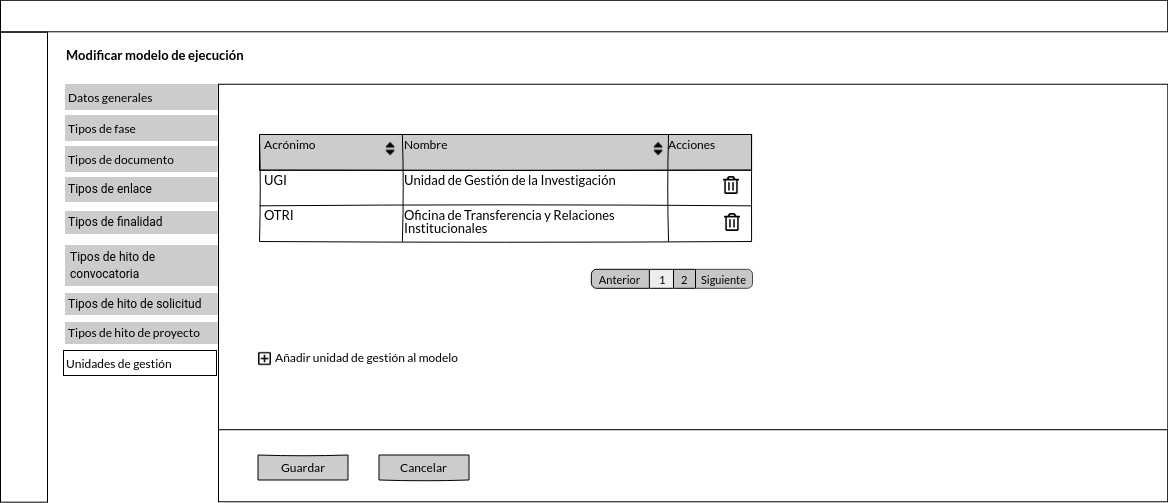 Modificar modelo de ejecución
Datos generales
Tipos de fase
Tipos de documento
Tipos de enlace
Tipos de finalidad
Tipos de hito de
convocatoria
Tipos de hito de solicitud
Tipos de hito de proyecto
Unidades de gestión
Acrónimo Nombre Acciones
UGI Unidad de Gestión de la Investigación
OTRI Oficina de Transferencia y Relaciones
Institucionales
Anterior 1 2 Siguiente
Añadir unidad de gestión al modelo
Guardar Cancelar